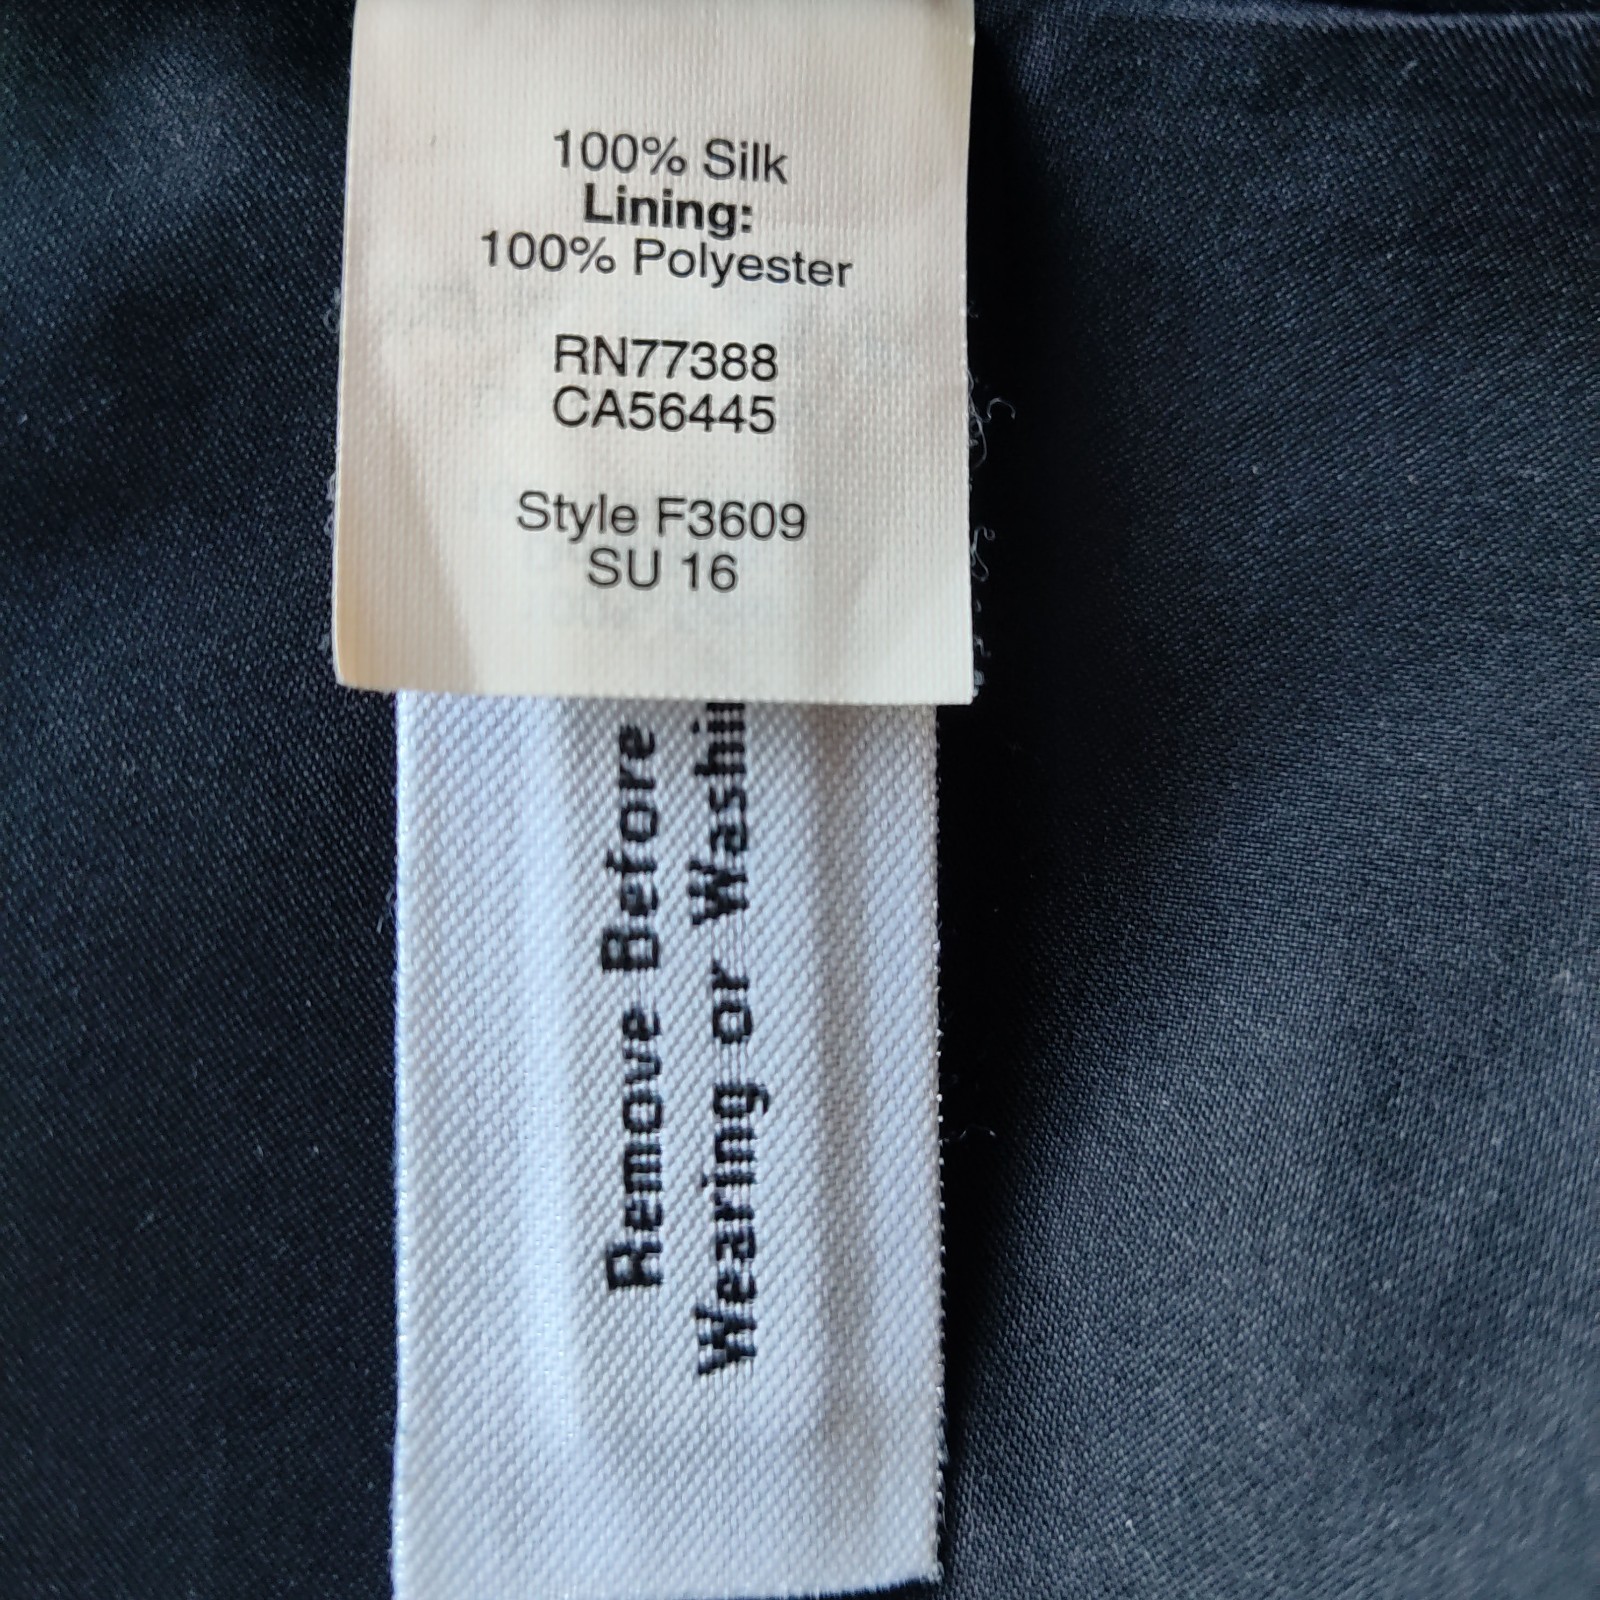 100% Silk
Lining:
100% Polyester
RN77388
CA56445
Style F3609
SU 16
Remove Before
Wearing or